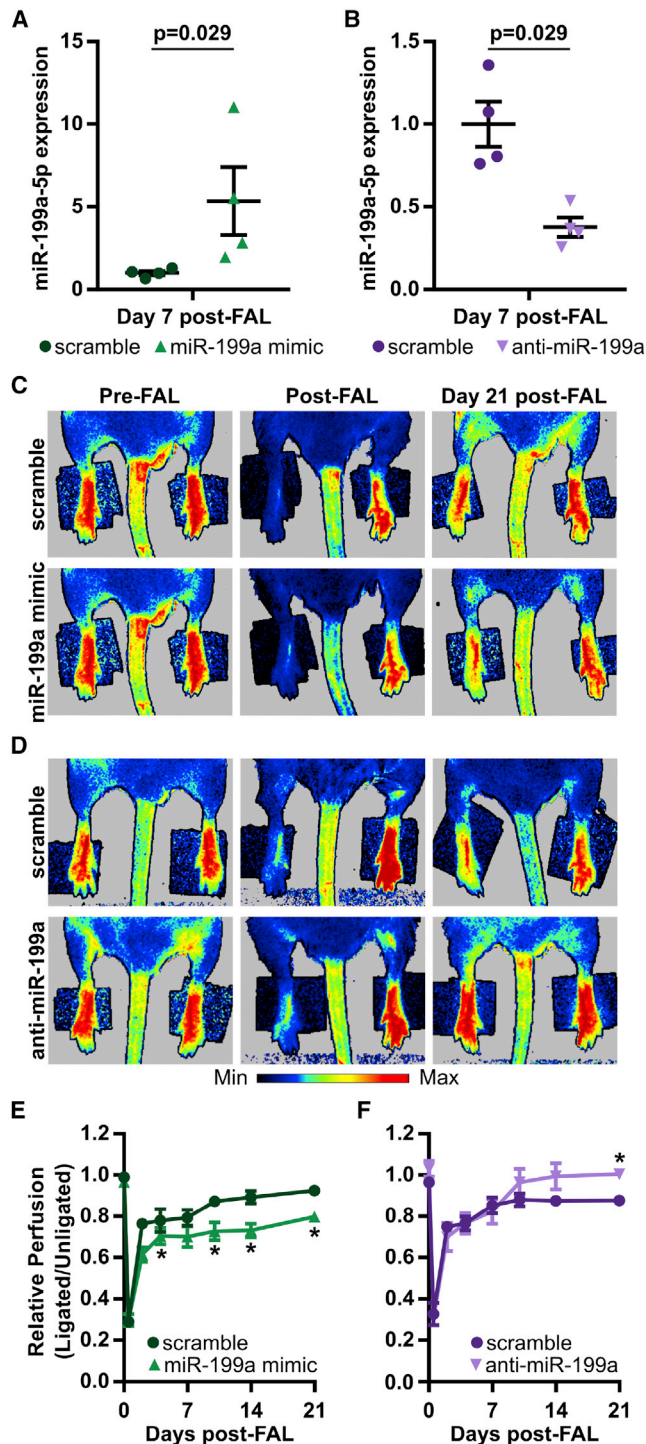 A
B
p=0.029
p=0.029
miR-199a-5p expression
15
10
5
0
miR-199a-5p expression
1.5
1.0
0.5
0.0
Day 7 post-FAL
Day 7 post-FAL
scramble miR-199a mimic
scramble anti-miR-199a
C
Pre-FAL Post-FAL Day 21 post-FAL
scramble
miR-199a mimic
D
scramble
anti-miR-199a
Min Max
E
F
Relative Perfusion
(Ligated/Unligated)
1.2
1.0
0.8
0.6
0.4
0.2
0.0
* * * *
scramble
miR-199a mimic
0 7 14 21
Days post-FAL
1.2
1.0
0.8
0.6
0.4
0.2
0.0
*
scramble
anti-miR-199a
0 7 14 21
Days post-FAL